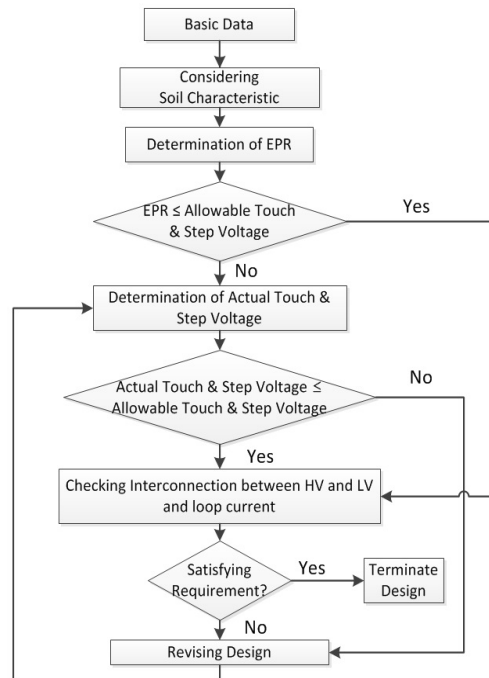 Basic Data
Considering
Soil Characteristic
Determination of EPR
EPR ≤ Allowable Touch
& Step Voltage
Yes
No
Determination of Actual Touch &
Step Voltage
Actual Touch & Step Voltage ≤
Allowable Touch & Step Voltage
No
Yes
Checking Interconnection between HV and LV
and loop current
Satisfying
Requirement?
Yes
Terminate
Design
No
Revising Design